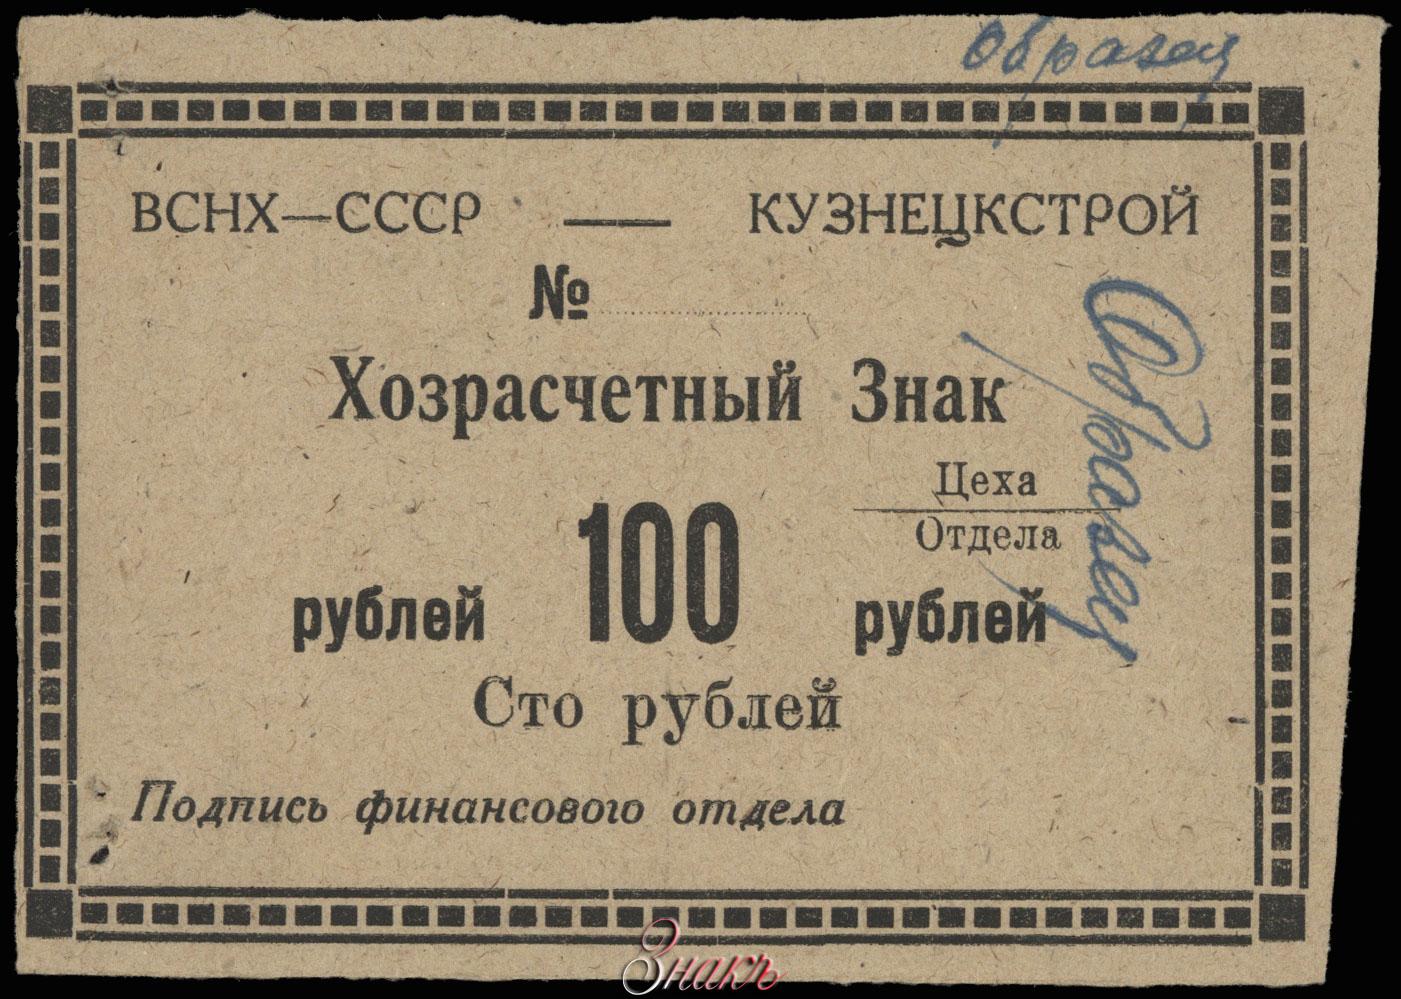 Образец
ВСНХ—СССР — КУЗНЕЦКСТРОЙ
№
Хозрасчетный Знак
Цеха
Отдела
рублей 100 рублей
Сто рублей
Подпись финансового отдела
Образец
Знакъ